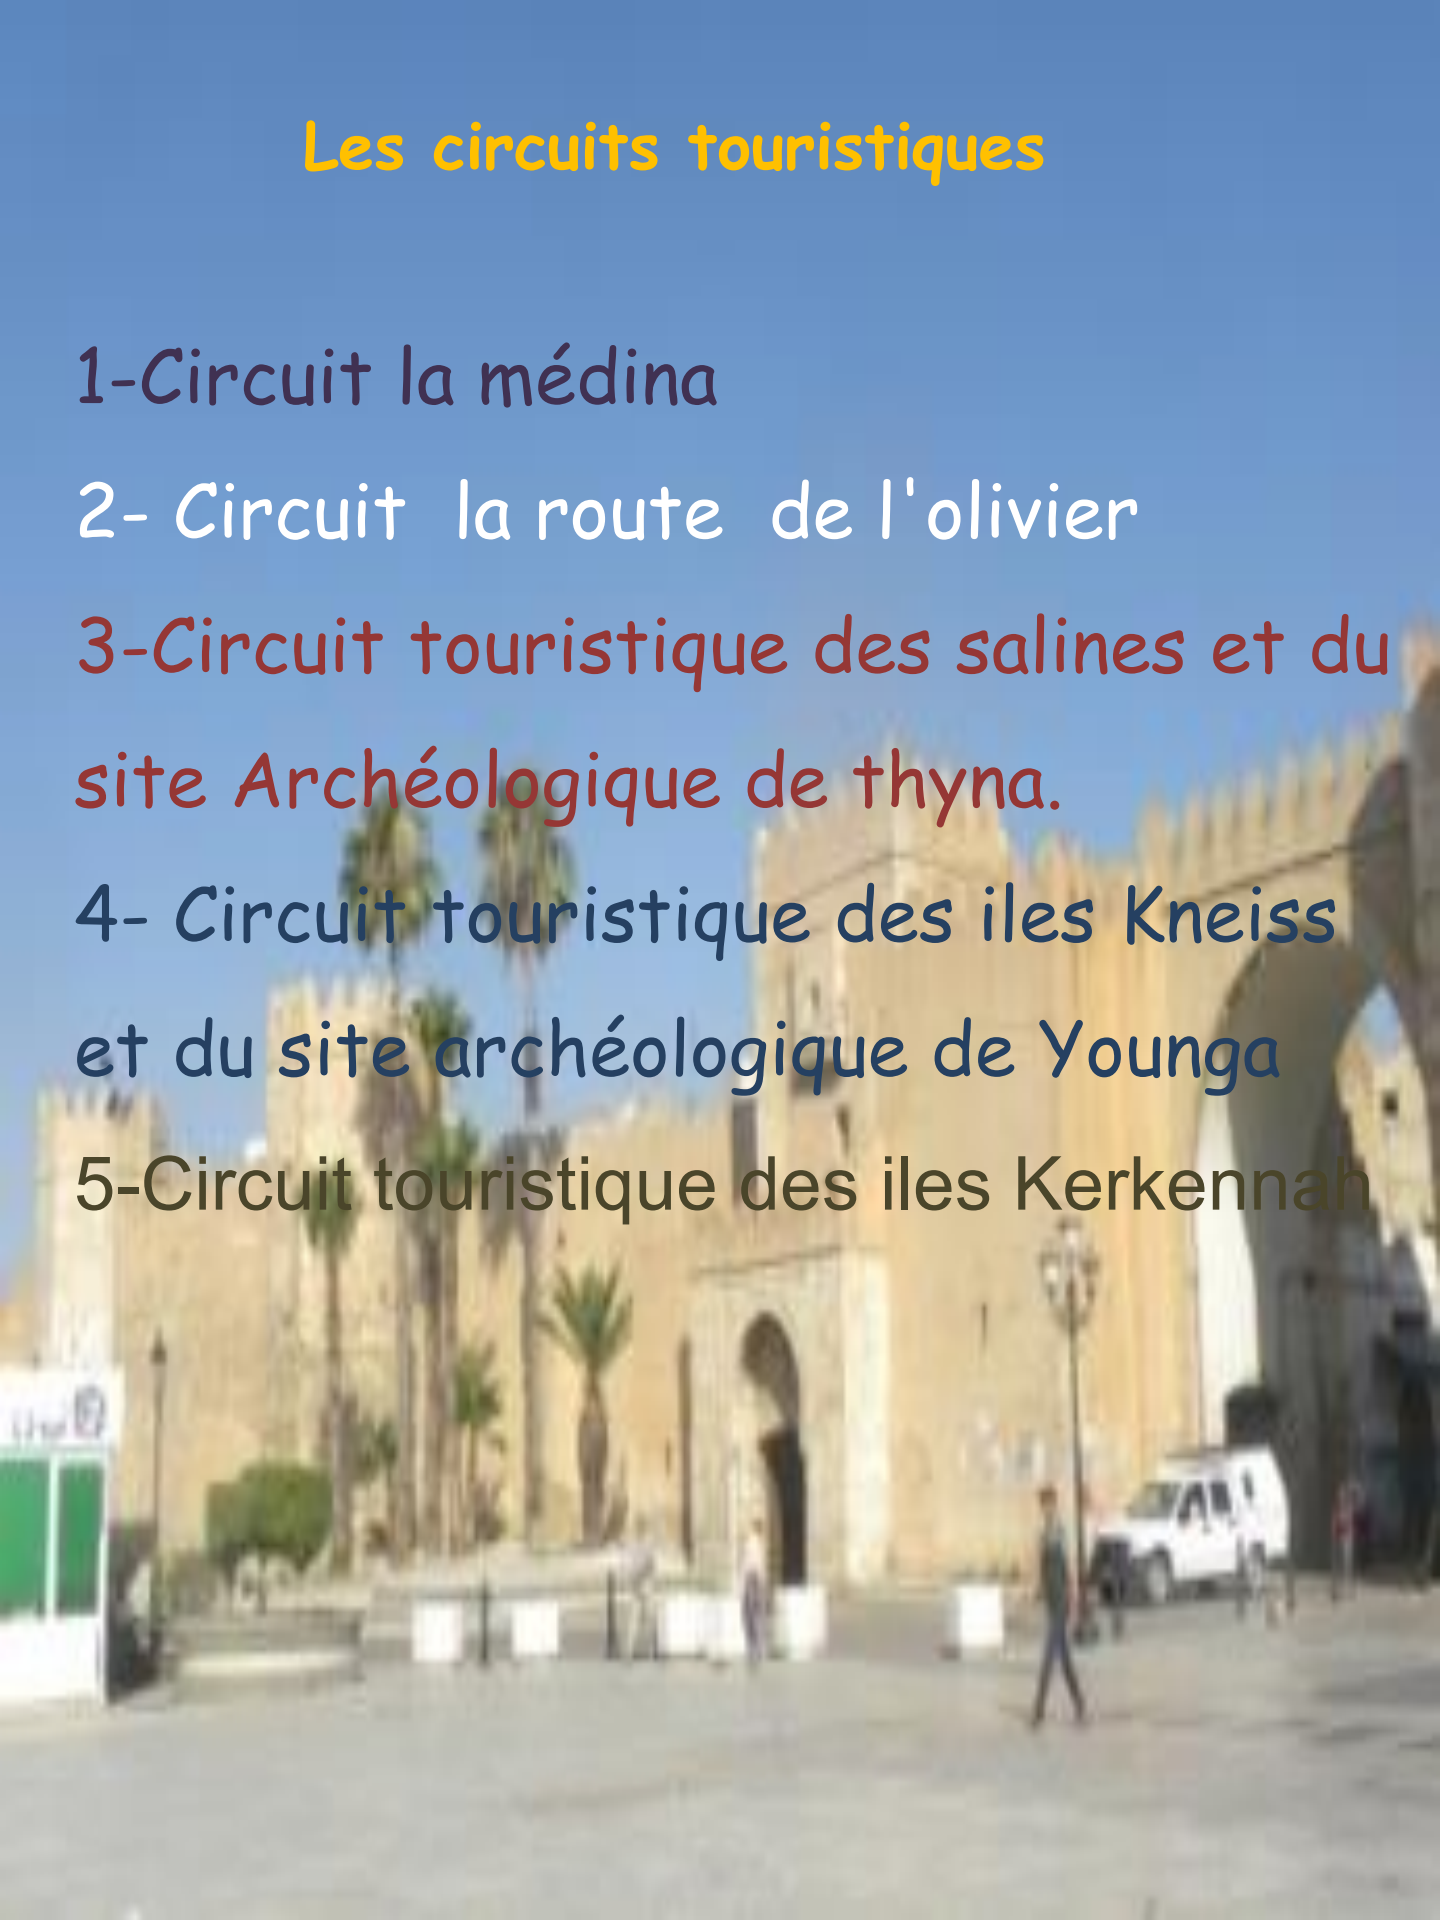 Les circuits touristiques
1-Circuit la médina
2- Circuit la route de l'olivier
3-Circuit touristique des salines et du
site Archéologique de thyna.
4- Circuit touristique des iles Kneiss
et du site archéologique de Younga
5-Circuit touristique des iles Kerkennah